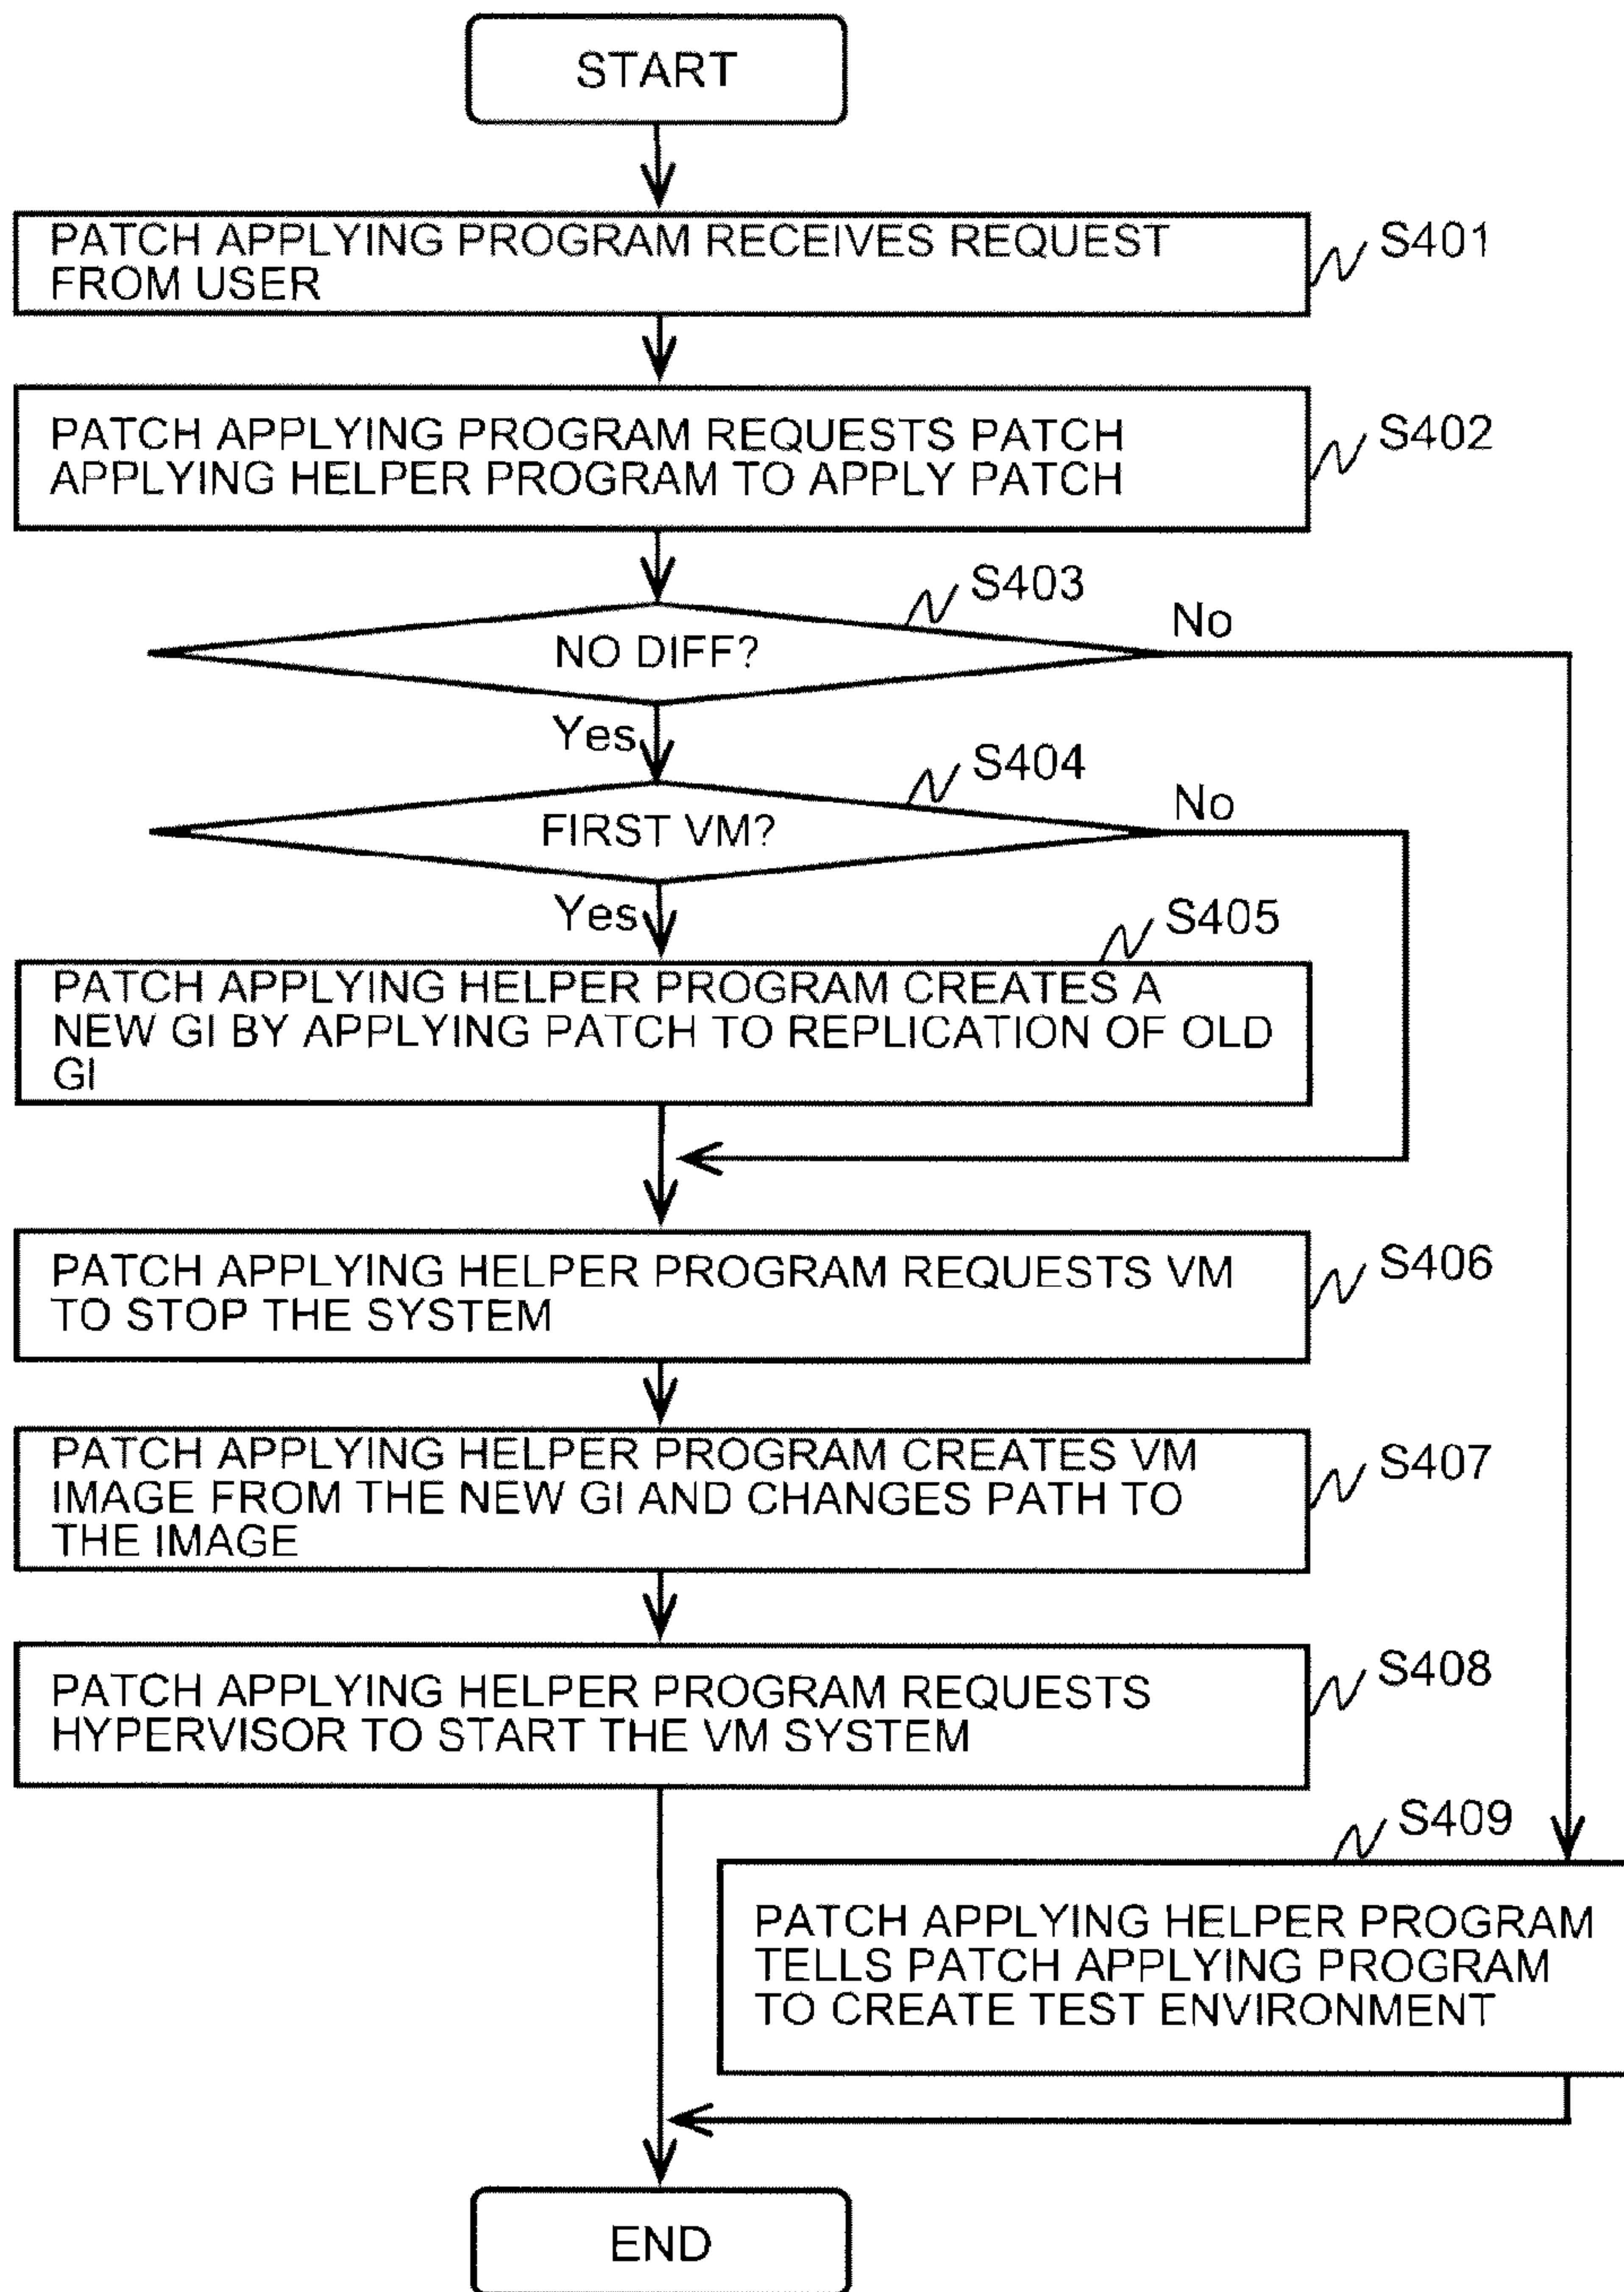 START
PATCH APPLYING PROGRAM RECEIVES REQUEST
FROM USER
S401
PATCH APPLYING PROGRAM REQUESTS PATCH
APPLYING HELPER PROGRAM TO APPLY PATCH
S402
S403
NO DIFF?
No
Yes
S404
FIRST VM?
No
Yes
S405
PATCH APPLYING HELPER PROGRAM CREATES A
NEW GI BY APPLYING PATCH TO REPLICATION OF OLD
GI
PATCH APPLYING HELPER PROGRAM REQUESTS VM
TO STOP THE SYSTEM
S406
PATCH APPLYING HELPER PROGRAM CREATES VM
IMAGE FROM THE NEW GI AND CHANGES PATH TO
THE IMAGE
S407
PATCH APPLYING HELPER PROGRAM REQUESTS
HYPERVISOR TO START THE VM SYSTEM
S408
S409
PATCH APPLYING HELPER PROGRAM
TELLS PATCH APPLYING PROGRAM
TO CREATE TEST ENVIRONMENT
END